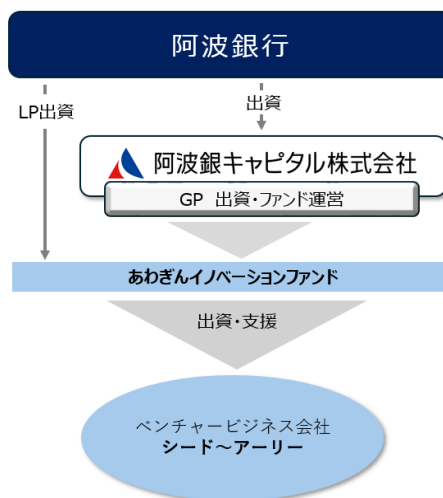 阿波銀行
LP出資
出資
阿波銀キャピタル株式会社
GP 出資・ファンド運営
あわぎんイノベーションファンド
出資・支援
ベンチャービジネス会社
シード～アーリー